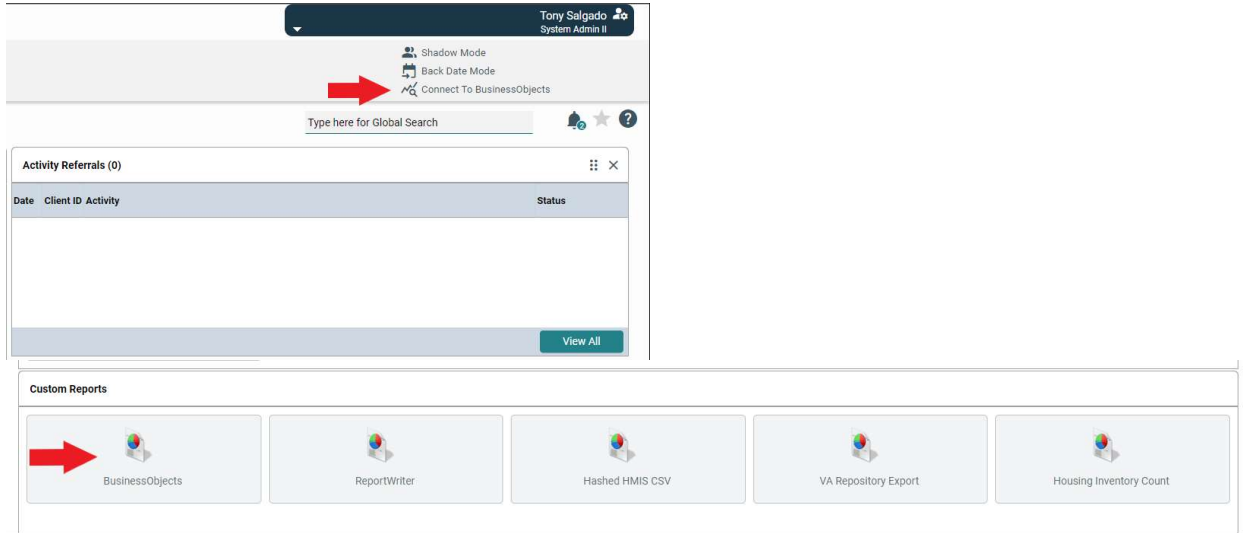 Tony Salgado
System Admin II
Shadow Mode
Back Date Mode
Connect To BusinessObjects
Type here for Global Search
2
?
Activity Referrals (0)
Date Client ID Activity Status
View All
Custom Reports
BusinessObjects ReportWriter Hashed HMIS CSV VA Repository Export Housing Inventory Count